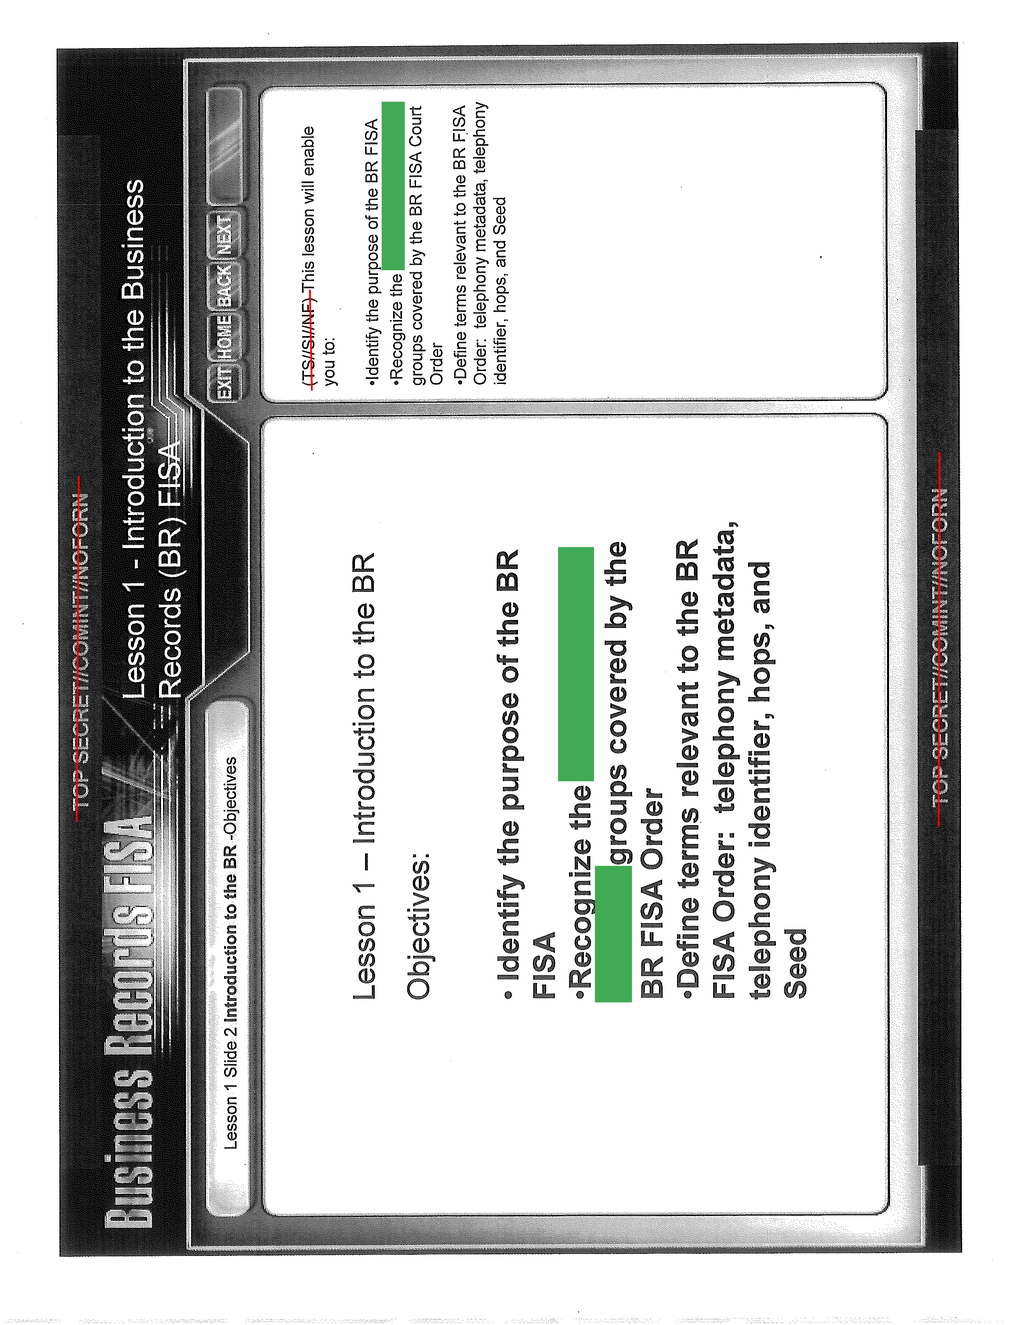 TOP SECRET//COMINT//NOFORN
Business Records FISA
Lesson 1 - Introduction to the Business
Records (BR) FISA
Lesson 1 Slide 2 Introduction to the BR -Objectives
EXIT HOME BACK NEXT
Lesson 1 – Introduction to the BR
Objectives:
• Identify the purpose of the BR
FISA
•Recognize the
groups covered by the
BR FISA Order
•Define terms relevant to the BR
FISA Order: telephony metadata,
telephony identifier, hops, and
Seed
(TS//SI//NF) This lesson will enable
you to:
•Identify the purpose of the BR FISA
•Recognize the
groups covered by the BR FISA Court
Order
•Define terms relevant to the BR FISA
Order: telephony metadata, telephony
identifier, hops, and Seed
TOP SECRET//COMINT//NOFORN